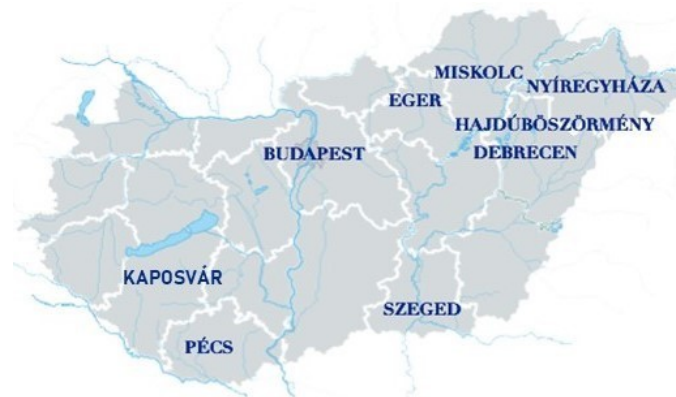 MISKOLC
NYÍREGYHÁZA
EGER
HAJDÚBÖSZÖRMÉNY
BUDAPEST
DEBRECEN
KAPOSVÁR
SZEGED
PÉCS